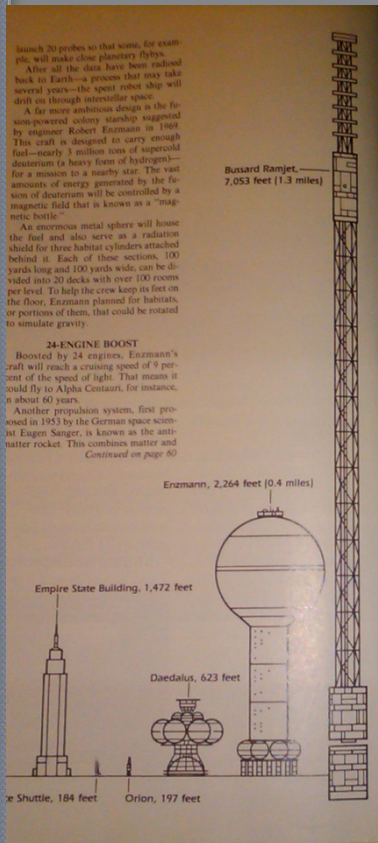 launch 20 probes so that some, for exam-
ple, will make close planetary flybys.
After all the data have been radioed
back to Earth—a process that may take
several years—the spent robot ship will
drift on through interstellar space.
A far more ambitious design is the fu-
sion-powered colony starship suggested
by engineer Robert Enzmann in 1969.
This craft is designed to carry enough
fuel—nearly 3 million tons of supercold
deuterium (a heavy form of hydrogen)—
for a mission to a nearby star. The vast
amounts of energy generated by the fu-
sion of deuterium will be controlled by a
magnetic field that is known as a "mag-
netic bottle."
An enormous metal sphere will house
the fuel and also serve as a radiation
shield for three habitat cylinders attached
behind it. Each of these sections, 100
yards long and 100 yards wide, can be di-
vided into 20 decks with over 100 rooms
per level. To help the crew keep its feet on
the floor, Enzmann planned for habitats,
or portions of them, that could be rotated
to simulate gravity.
24-ENGINE BOOST
Boosted by 24 engines, Enzmann's
craft will reach a cruising speed of 9 per-
cent of the speed of light. That means it
could fly to Alpha Centauri, for instance,
in about 60 years.
Another propulsion system, first pro-
posed in 1953 by the German space scien-
tist Eugen Sanger, is known as the anti-
matter rocket. This combines matter and
Continued on page 60
Bussard Ramjet,
7,053 feet (1.3 miles)
Enzmann, 2,264 feet (0.4 miles)
Empire State Building, 1,472 feet
Daedalus, 623 feet
ce Shuttle, 184 feet
Orion, 197 feet